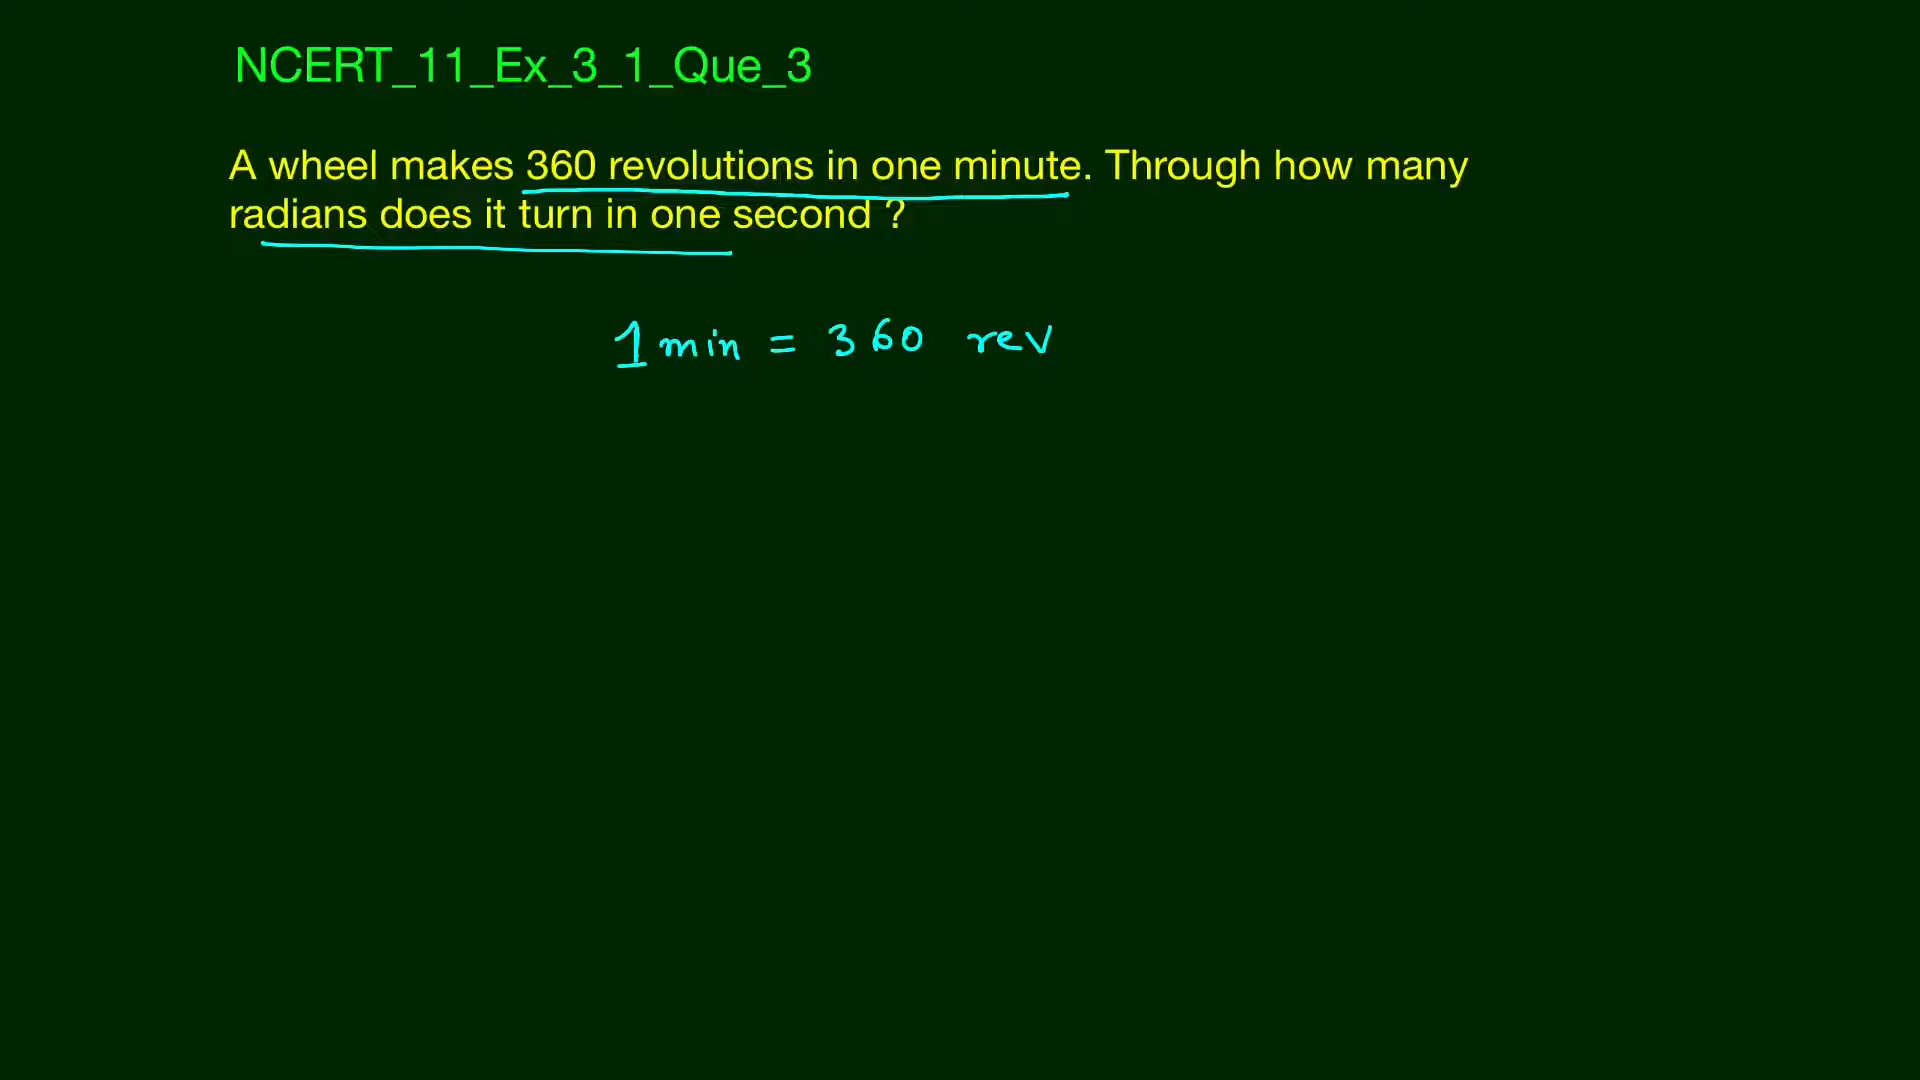 NCERT_11_Ex_3_1_Que_3
A wheel makes 360 revolutions in one minute. Through how many
radians does it turn in one second ?
1 min = 360 rev